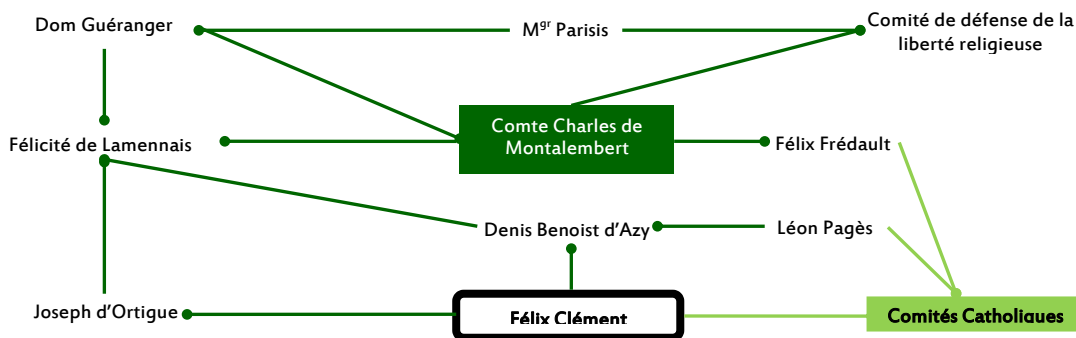 Dom Guéranger
Mgr Parisis
Comité de défense de la
liberté religieuse
Comte Charles de
Montalembert
Félicité de Lamennais
Félix Frédault
Denis Benoist d’Azy
Léon Pagès
Joseph d’Ortigue
Félix Clément
Comités Catholiques